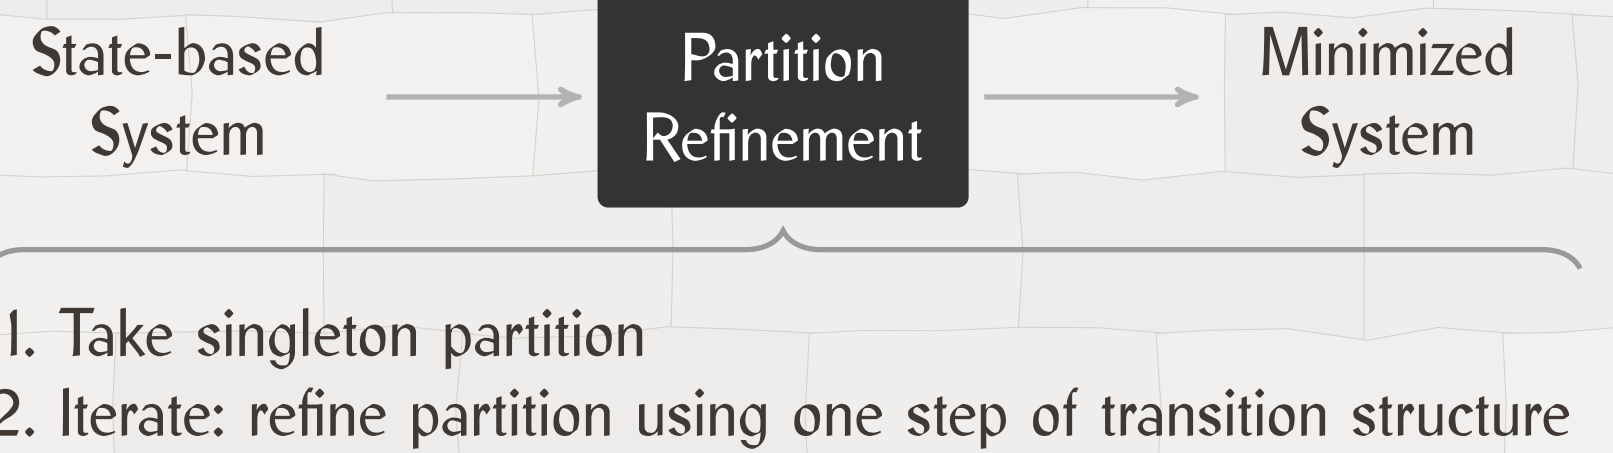 State-based
System
Partition
Refinement
Minimized
System
1. Take singleton partition
2. Iterate: refine partition using one step of transition structure